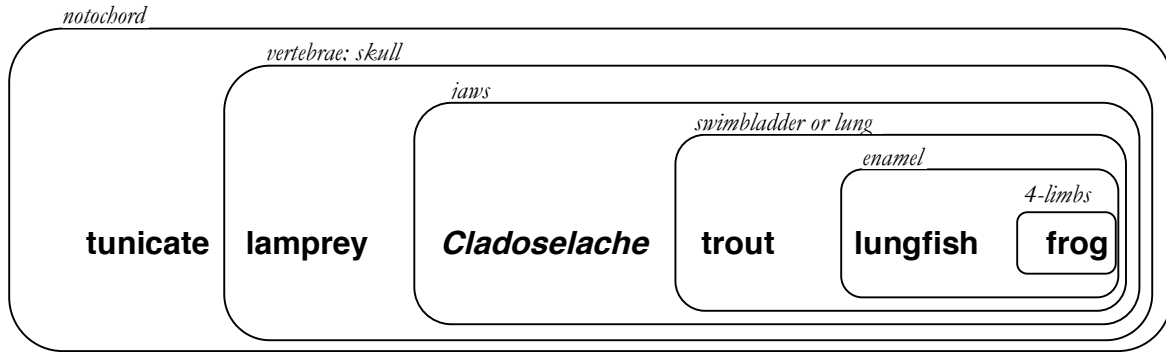 notochord
vertebrae; skull
jaws
swimbladder or lung
enamel
4-limbs
tunicate lamprey Cladoselache trout lungfish frog